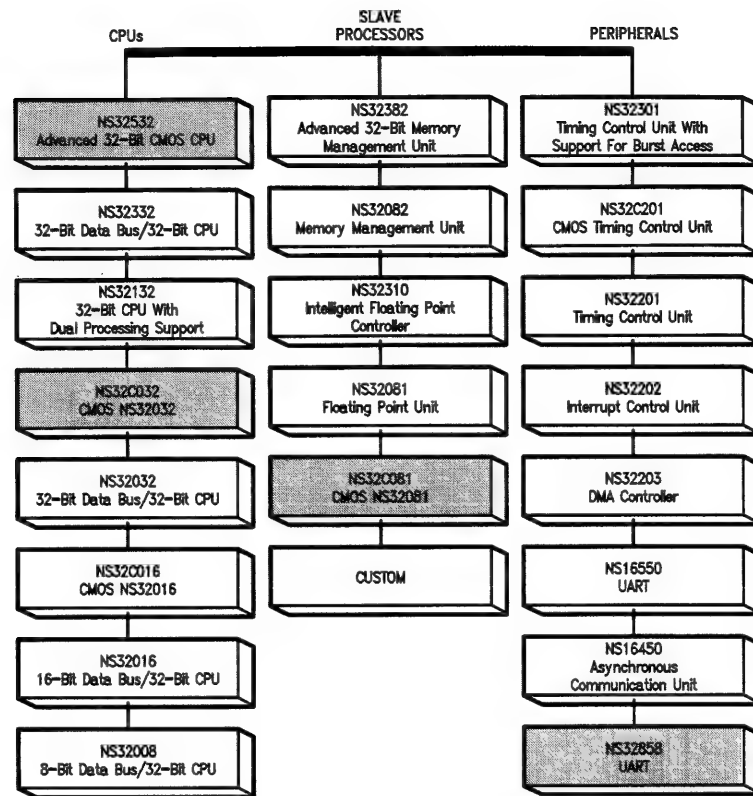 CPUs
SLAVE
PROCESSORS
PERIPHERALS
NS32532
Advanced 32-Bit CMOS CPU
NS32332
32-Bit Data Bus/32-Bit CPU
NS32132
32-Bit CPU With
Dual Processing Support
NS32C032
CMOS NS32032
NS32032
32-Bit Data Bus/32-Bit CPU
NS32C016
CMOS NS32016
NS32016
16-Bit Data Bus/32-Bit CPU
NS32008
8-Bit Data Bus/32-Bit CPU
NS32382
Advanced 32-Bit Memory
Management Unit
NS32082
Memory Management Unit
NS32310
Intelligent Floating Point
Controller
NS32081
Floating Point Unit
NS32C081
CMOS NS32081
CUSTOM
NS32301
Timing Control Unit With
Support For Burst Access
NS32C201
CMOS Timing Control Unit
NS32201
Timing Control Unit
NS32202
Interrupt Control Unit
NS32203
DMA Controller
NS16550
UART
NS16450
Asynchronous
Communication Unit
NS32858
UART